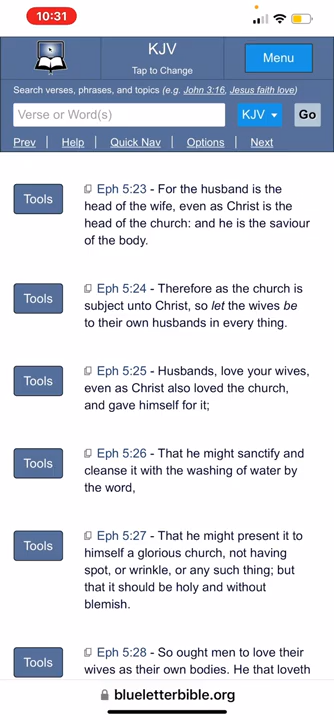 10:31
KJV
Tap to Change
Menu
Search verses, phrases, and topics (e.g. John 3:16, Jesus faith love)
Verse or Word(s)
KJV
Go
Prev | Help | Quick Nav | Options | Next
Tools
Eph 5:23 - For the husband is the
head of the wife, even as Christ is the
head of the church: and he is the saviour
of the body.
Tools
Eph 5:24 - Therefore as the church is
subject unto Christ, so let the wives be
to their own husbands in every thing.
Tools
Eph 5:25 - Husbands, love your wives,
even as Christ also loved the church,
and gave himself for it;
Tools
Eph 5:26 - That he might sanctify and
cleanse it with the washing of water by
the word,
Tools
Eph 5:27 - That he might present it to
himself a glorious church, not having
spot, or wrinkle, or any such thing; but
that it should be holy and without
blemish.
Tools
Eph 5:28 - So ought men to love their
wives as their own bodies. He that loveth
blueletterbible.org